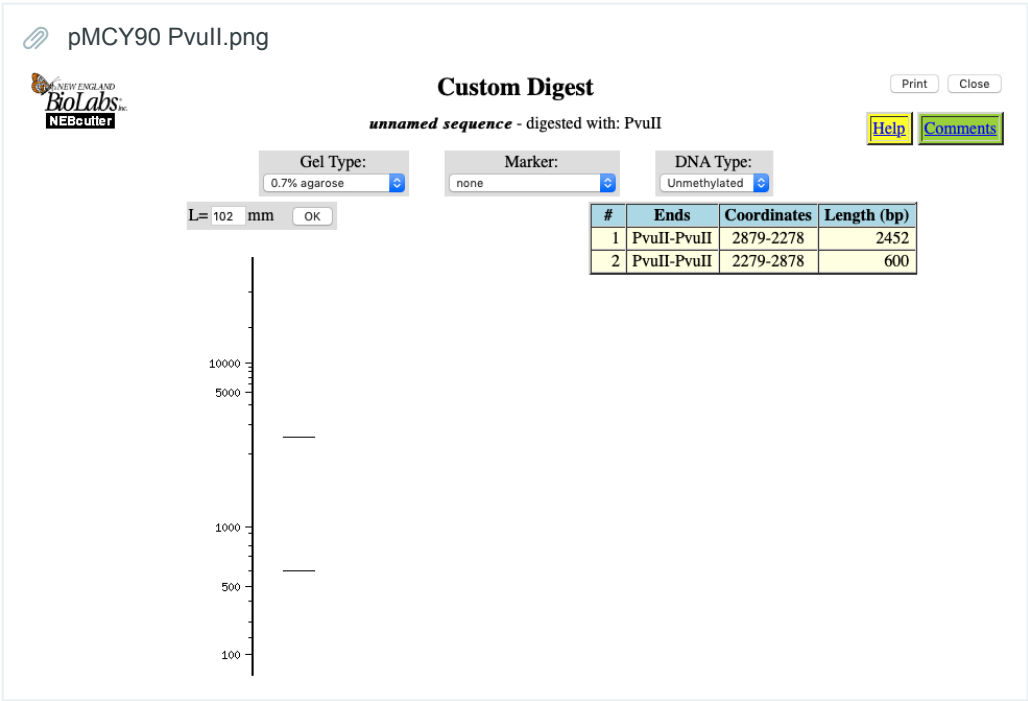 pMCY90 PvuII.png
NEW ENGLAND
BioLabs Inc.
NEBcutter
Custom Digest
Print Close
unnamed sequence - digested with: PvuII
Help Comments
Gel Type: Marker: DNA Type:
0.7% agarose none Unmethylated
L= 102 mm OK
# Ends Coordinates Length (bp)
1 PvuII-PvuII 2879-2278 2452
2 PvuII-PvuII 2279-2878 600
10000
5000
1000
500
100